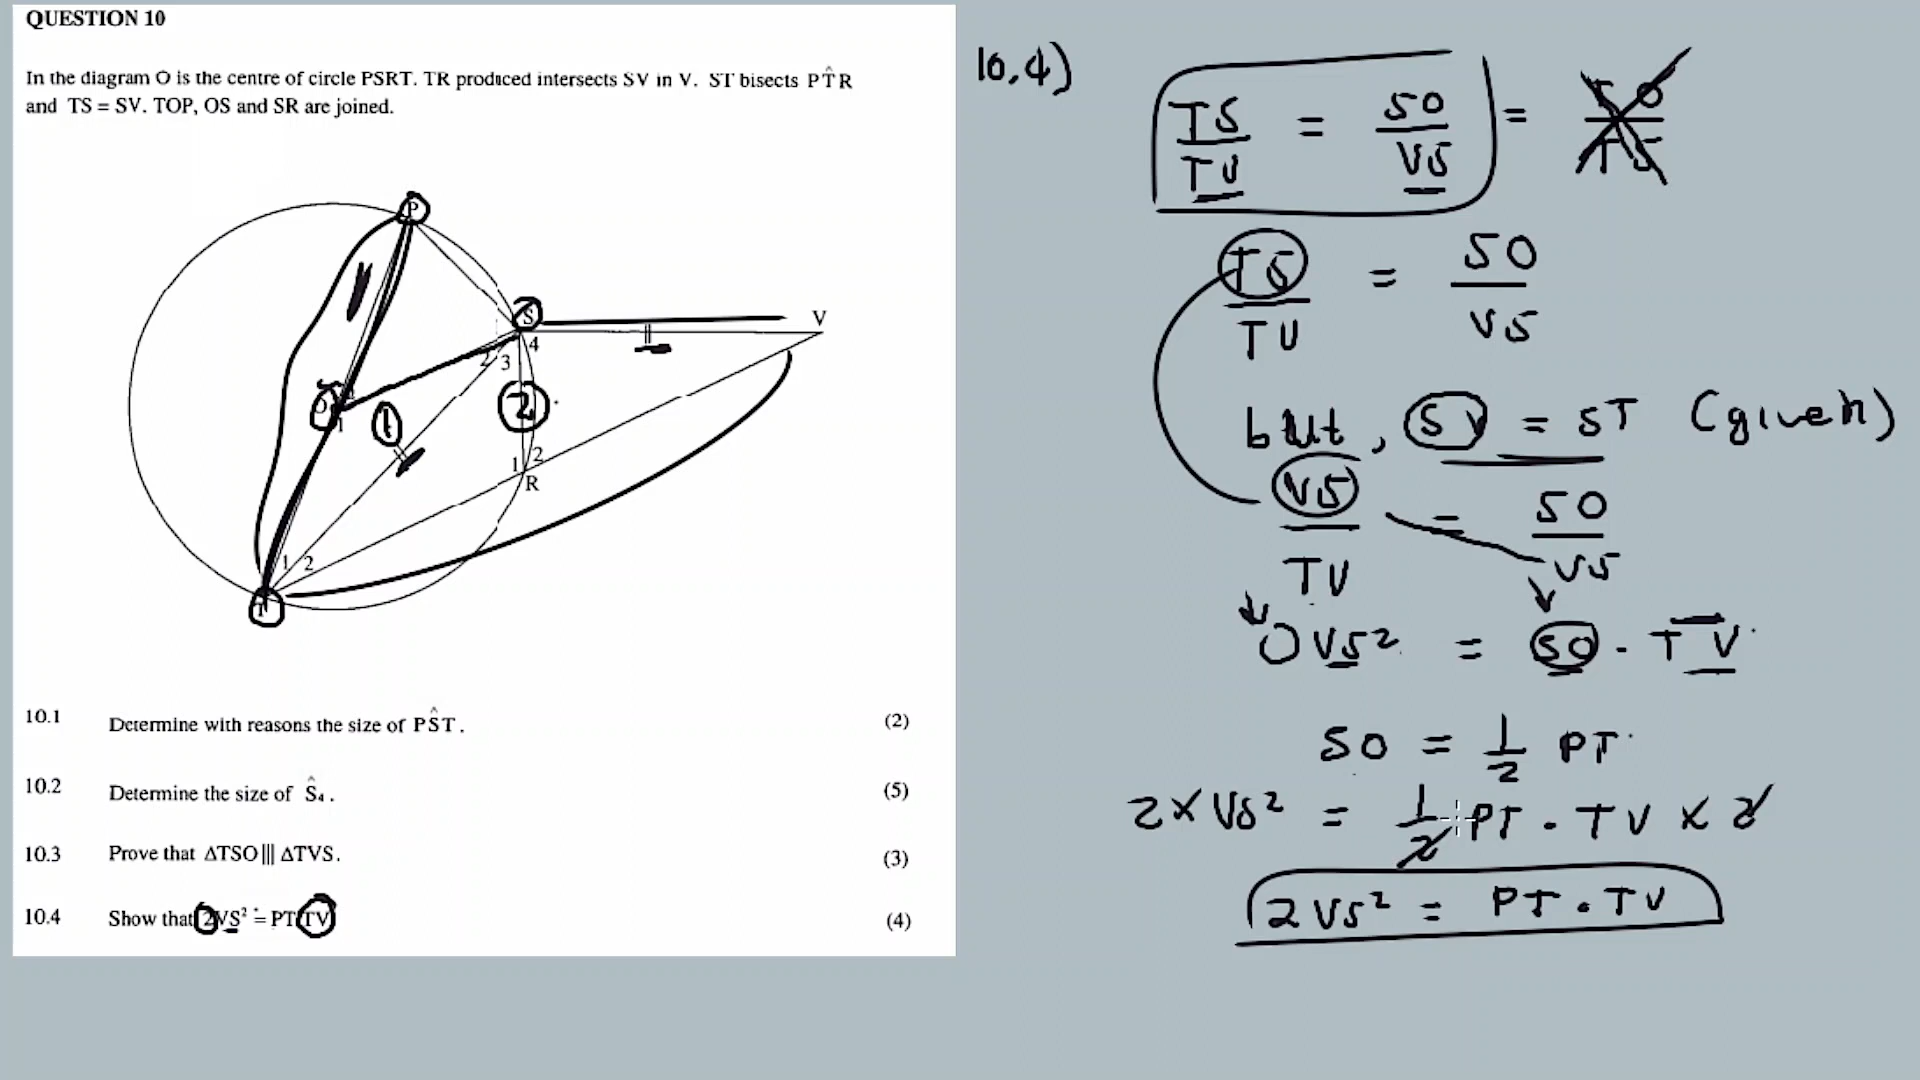 QUESTION 10
In the diagram O is the centre of circle PSRT. TR produced intersects SV in V. ST bisects PT̂R
and TS = SV. TOP, OS and SR are joined.
P
S
V
4
2 3
O
1
1
2
1 2
R
1 2
T
10.1 Determine with reasons the size of PŜT. (2)
10.2 Determine the size of Ŝ₄. (5)
10.3 Prove that ΔTSO ||| ΔTVS. (3)
10.4 Show that 2VS² = PT.TV (4)
10,4)
TS/TV = SO/VS = TO/TS
TS/TV = SO/VS
but, SV = ST (given)
VS/TV = SO/VS
VS² = SO . TV
SO = 1/2 PT
2 × VS² = 1/2 PT . TV × 2
2VS² = PT . TV